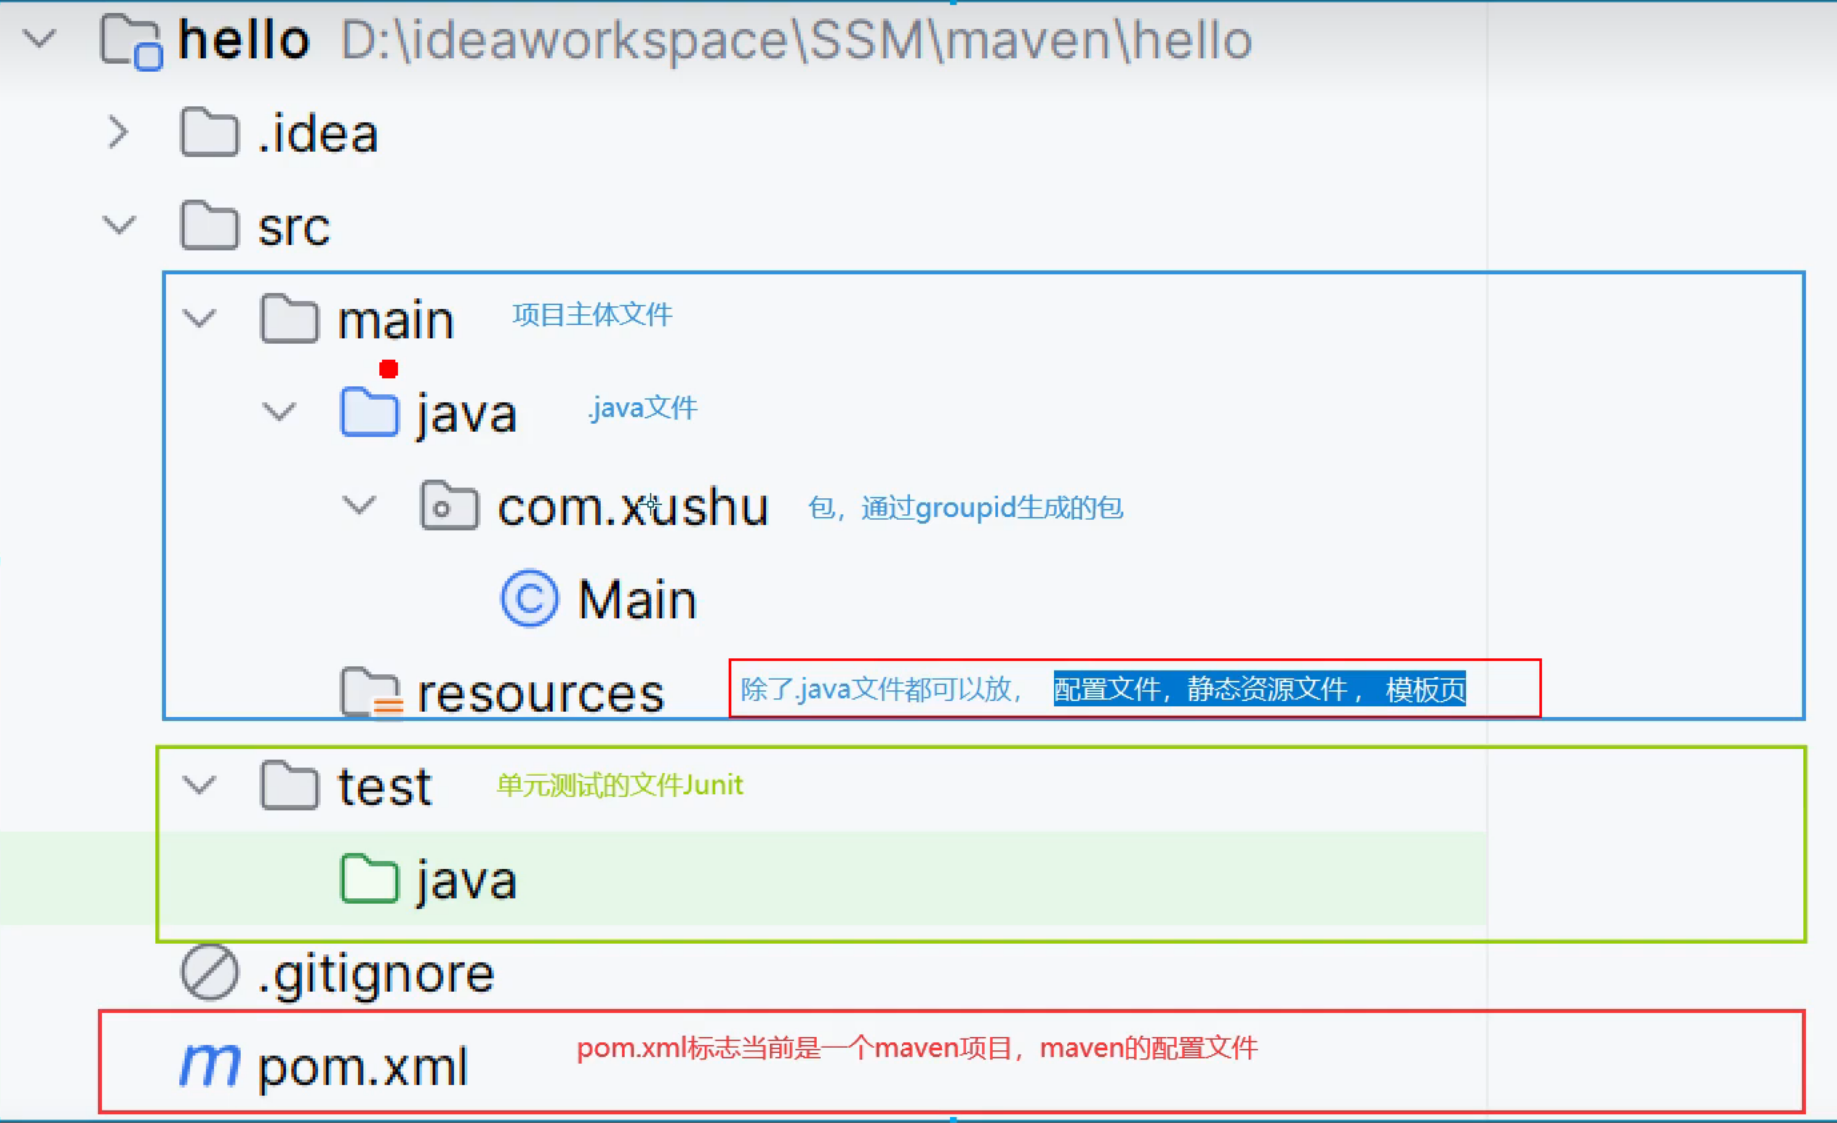 hello D:\ideaworkspace\SSM\maven\hello
.idea
src
main 项目主体文件
java .java文件
com.xushu 包，通过groupid生成的包
Main
resources 除了.java文件都可以放， 配置文件，静态资源文件， 模板页
test 单元测试的文件Junit
java
.gitignore
pom.xml pom.xml标志当前是一个maven项目，maven的配置文件